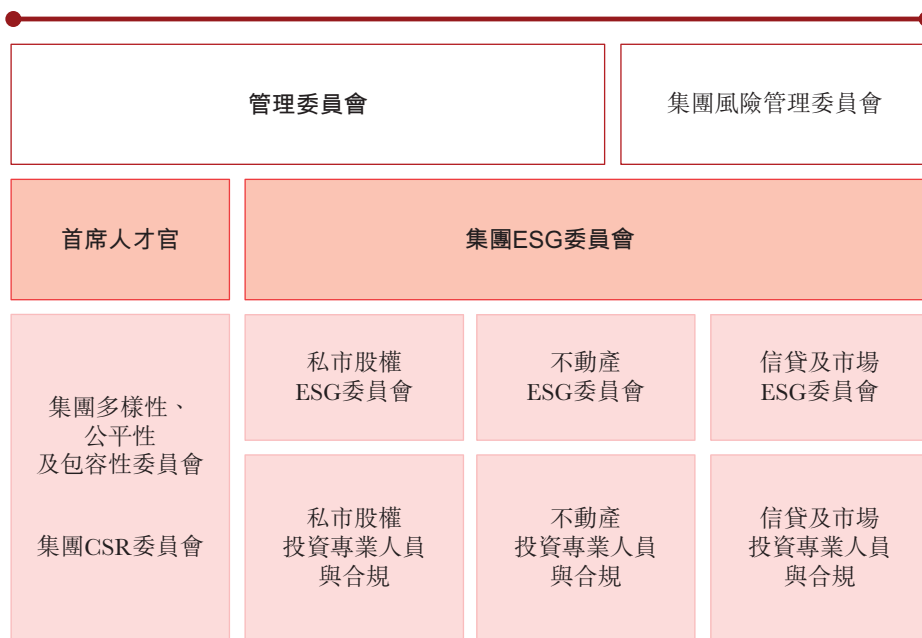 管理委員會
集團風險管理委員會
首席人才官
集團ESG委員會
集團多樣性、
公平性
及包容性委員會
集團CSR委員會
私市股權
ESG委員會
不動產
ESG委員會
信貸及市場
ESG委員會
私市股權
投資專業人員
與合規
不動產
投資專業人員
與合規
信貸及市場
投資專業人員
與合規